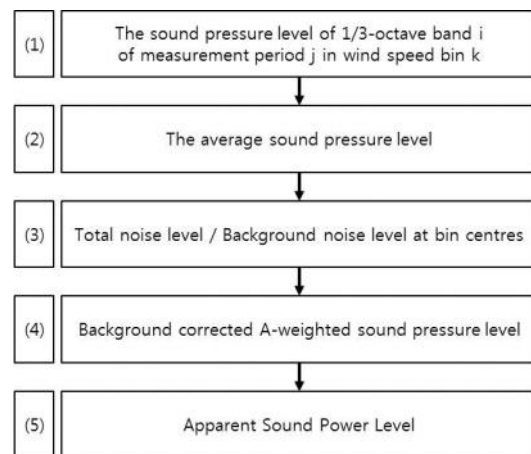 (1)
The sound pressure level of 1/3-octave band i
of measurement period j in wind speed bin k
(2)
The average sound pressure level
(3)
Total noise level / Background noise level at bin centres
(4)
Background corrected A-weighted sound pressure level
(5)
Apparent Sound Power Level